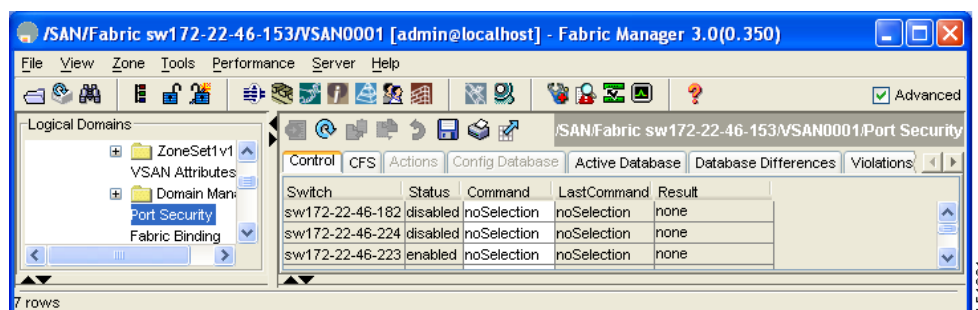 /SAN/Fabric sw172-22-46-153/VSAN0001 [admin@localhost] - Fabric Manager 3.0(0.350)
File View Zone Tools Performance Server Help
Advanced
Logical Domains
/SAN/Fabric sw172-22-46-153/VSAN0001/Port Security
ZoneSet1v1
VSAN Attributes
Domain Man
Port Security
Fabric Binding
Control CFS Actions Config Database Active Database Database Differences Violations
Switch Status Command LastCommand Result
sw172-22-46-182 disabled noSelection noSelection none
sw172-22-46-224 disabled noSelection noSelection none
sw172-22-46-223 enabled noSelection noSelection none
7 rows